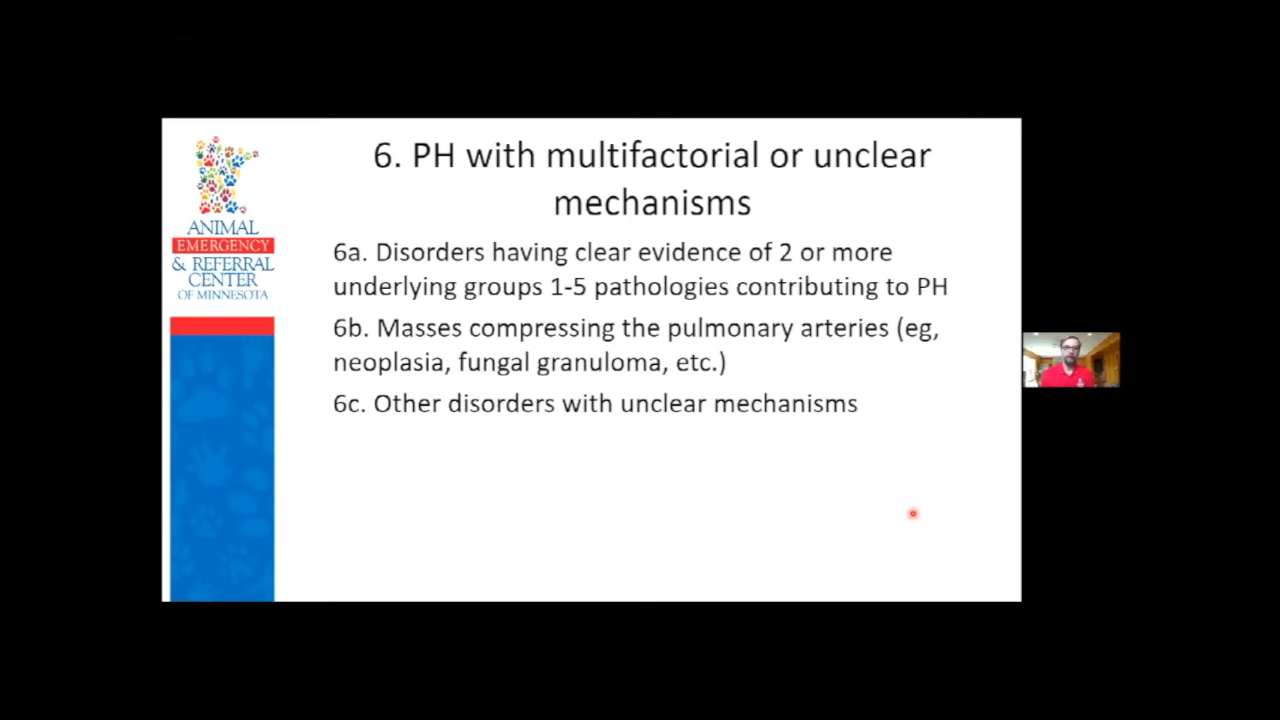 6. PH with multifactorial or unclear
mechanisms
ANIMAL
EMERGENCY
& REFERRAL
CENTER
OF MINNESOTA
6a. Disorders having clear evidence of 2 or more
underlying groups 1-5 pathologies contributing to PH
6b. Masses compressing the pulmonary arteries (eg,
neoplasia, fungal granuloma, etc.)
6c. Other disorders with unclear mechanisms